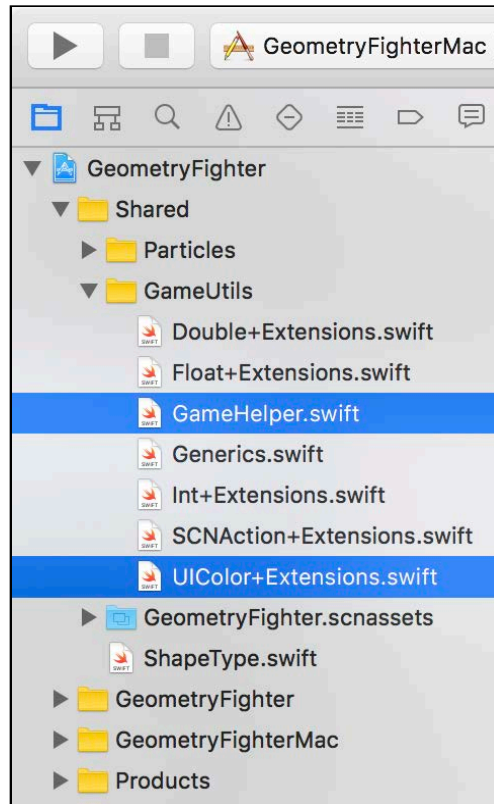 GeometryFighterMac
GeometryFighter
Shared
Particles
GameUtils
Double+Extensions.swift
Float+Extensions.swift
GameHelper.swift
Generics.swift
Int+Extensions.swift
SCNAction+Extensions.swift
UIColor+Extensions.swift
GeometryFighter.scnassets
ShapeType.swift
GeometryFighter
GeometryFighterMac
Products